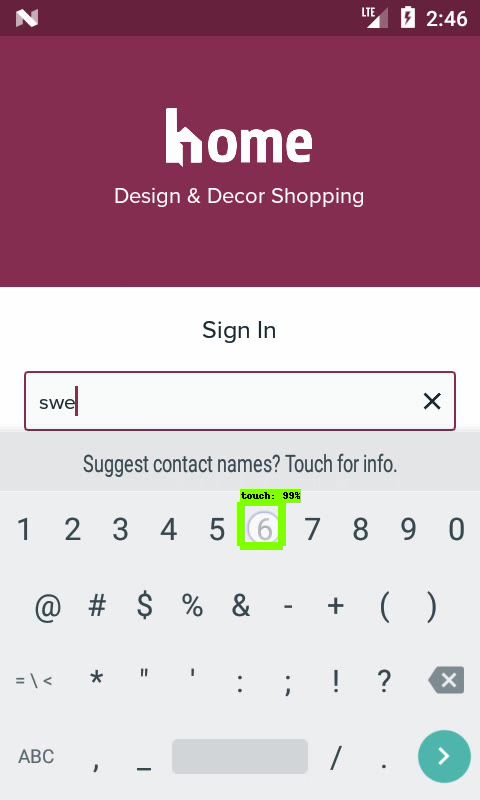 LTE 2:46
home
Design & Decor Shopping
Sign In
swe
Suggest contact names? Touch for info.
touch: 99%
1 2 3 4 5 6 7 8 9 0
@ # $ % & - + ( )
= \ < * " ' : ; ! ?
ABC , _ / .